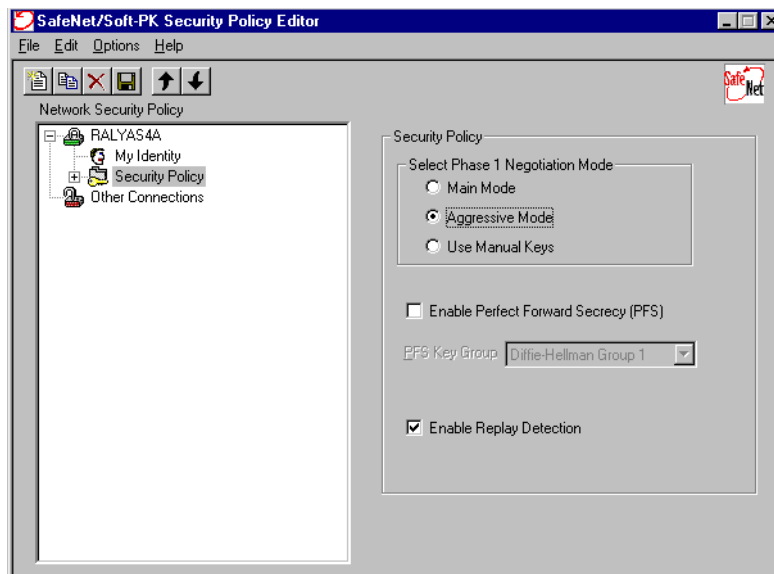 SafeNet/Soft-PK Security Policy Editor
File Edit Options Help
Safe Net
Network Security Policy
RALYAS4A
My Identity
Security Policy
Other Connections
Security Policy
Select Phase 1 Negotiation Mode
Main Mode
Aggressive Mode
Use Manual Keys
Enable Perfect Forward Secrecy (PFS)
PFS Key Group Diffie-Hellman Group 1
Enable Replay Detection